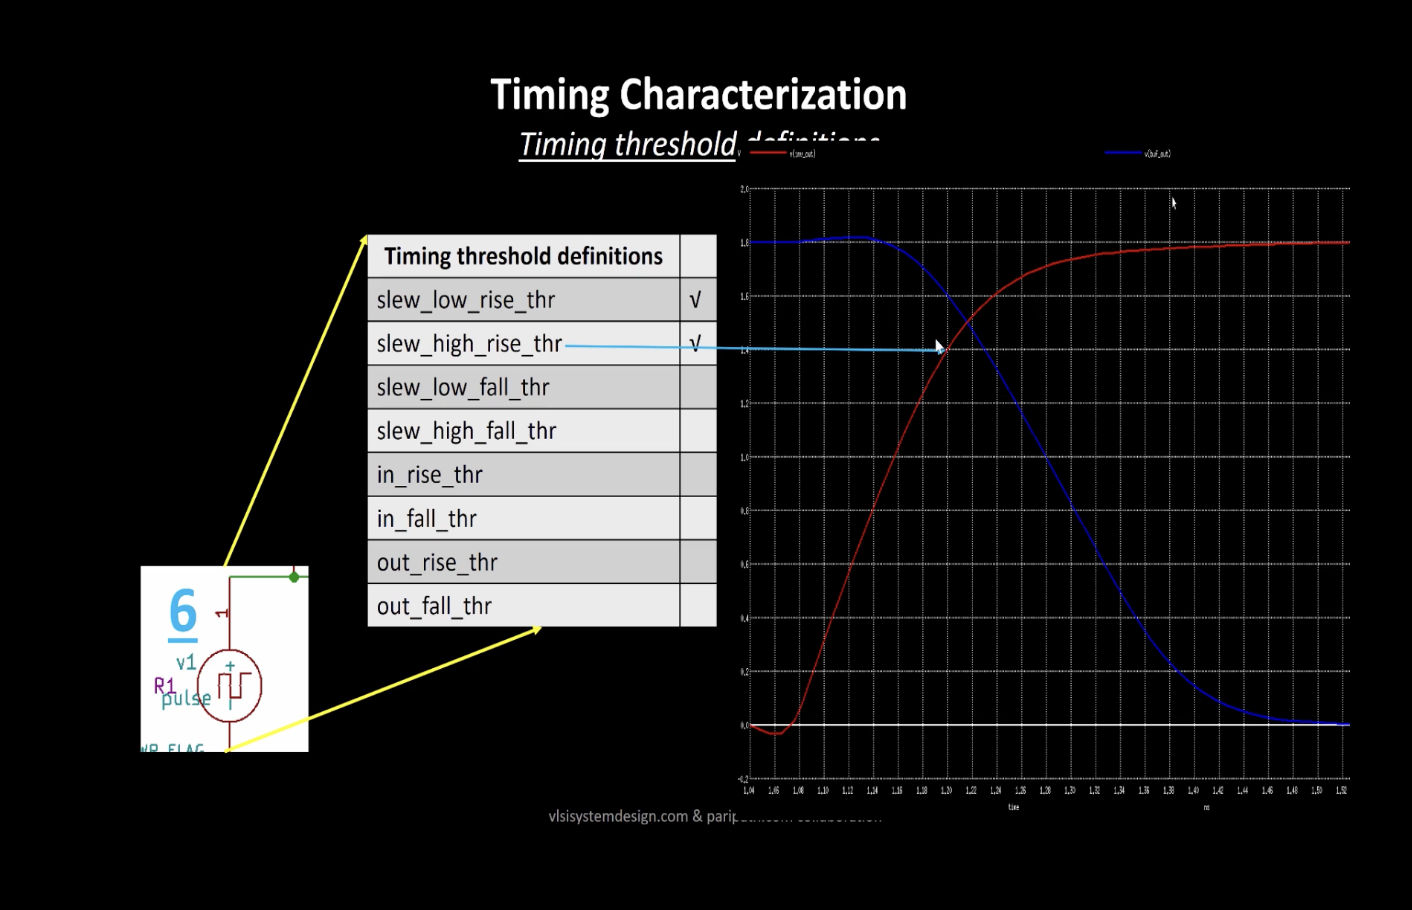 Timing Characterization
Timing threshold definitions
v(inv_out)
v(buf_out)
Timing threshold definitions
slew_low_rise_thr √
slew_high_rise_thr √
slew_low_fall_thr
slew_high_fall_thr
in_rise_thr
in_fall_thr
out_rise_thr
out_fall_thr
6
1
v1
R1
pulse
V
2.0
1.8
1.6
1.4
1.2
1.0
0.8
0.6
0.4
0.2
0.0
-0.2
1.04 1.06 1.08 1.10 1.12 1.14 1.16 1.18 1.20 1.22 1.24 1.26 1.28 1.30 1.32 1.34 1.36 1.38 1.40 1.42 1.44 1.46 1.48 1.50 1.52
time ns
vlsisystemdesign.com &